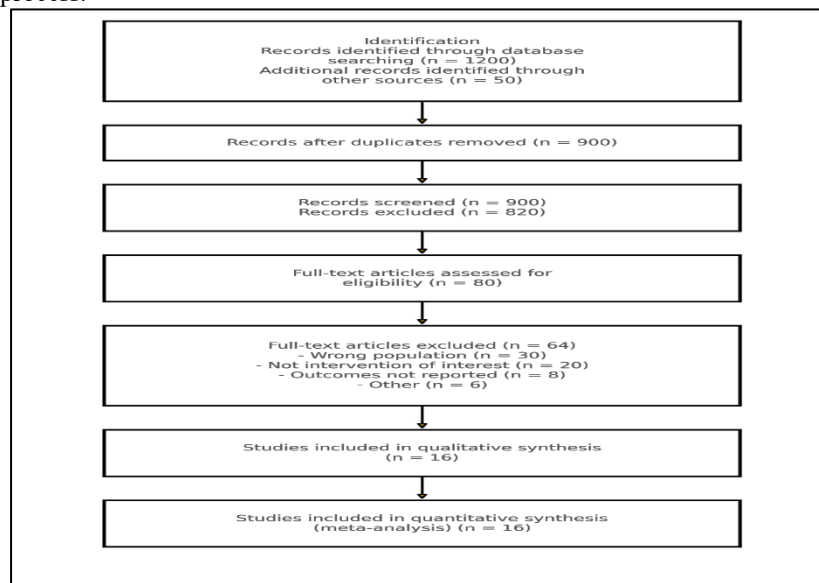 Identification
Records identified through database
searching (n = 1200)
Additional records identified through
other sources (n = 50)
Records after duplicates removed (n = 900)
Records screened (n = 900)
Records excluded (n = 820)
Full-text articles assessed for
eligibility (n = 80)
Full-text articles excluded (n = 64)
- Wrong population (n = 30)
- Not intervention of interest (n = 20)
- Outcomes not reported (n = 8)
- Other (n = 6)
Studies included in qualitative synthesis
(n = 16)
Studies included in quantitative synthesis
(meta-analysis) (n = 16)